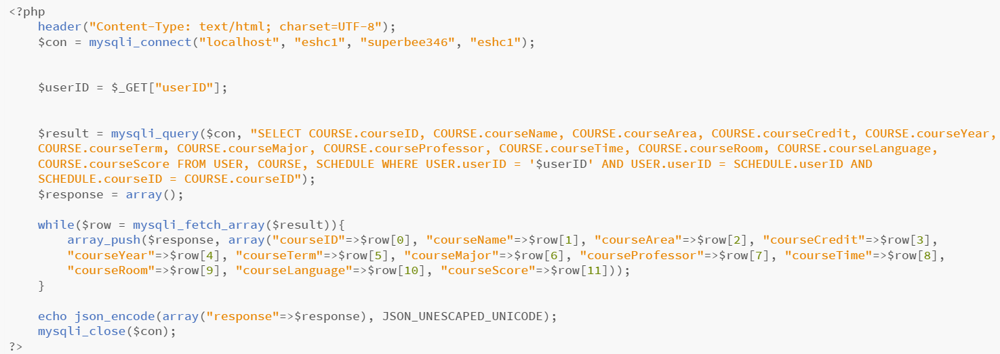 <?php
header("Content-Type: text/html; charset=UTF-8");
$con = mysqli_connect("localhost", "eshc1", "superbee346", "eshc1");
$userID = $_GET["userID"];
$result = mysqli_query($con, "SELECT COURSE.courseID, COURSE.courseName, COURSE.courseArea, COURSE.courseCredit, COURSE.courseYear,
COURSE.courseTerm, COURSE.courseMajor, COURSE.courseProfessor, COURSE.courseTime, COURSE.courseRoom, COURSE.courseLanguage,
COURSE.courseScore FROM USER, COURSE, SCHEDULE WHERE USER.userID = '$userID' AND USER.userID = SCHEDULE.userID AND
SCHEDULE.courseID = COURSE.courseID");
$response = array();
while($row = mysqli_fetch_array($result)){
array_push($response, array("courseID"=>$row[0], "courseName"=>$row[1], "courseArea"=>$row[2], "courseCredit"=>$row[3],
"courseYear"=>$row[4], "courseTerm"=>$row[5], "courseMajor"=>$row[6], "courseProfessor"=>$row[7], "courseTime"=>$row[8],
"courseRoom"=>$row[9], "courseLanguage"=>$row[10], "courseScore"=>$row[11]));
}
echo json_encode(array("response"=>$response), JSON_UNESCAPED_UNICODE);
mysqli_close($con);
?>